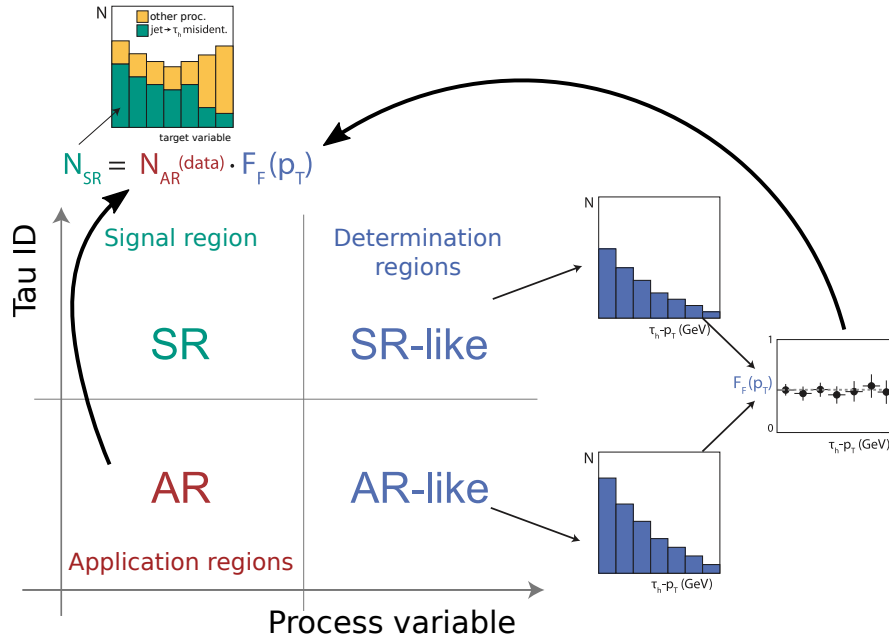 N
other proc.
jet→τh misident.
target variable
NSR = NAR(data) · FF(pT)
Tau ID
Signal region
Determination
regions
SR
SR-like
N
τh-pT (GeV)
1
FF(pT)
0
τh-pT (GeV)
AR
AR-like
N
τh-pT (GeV)
Application regions
Process variable